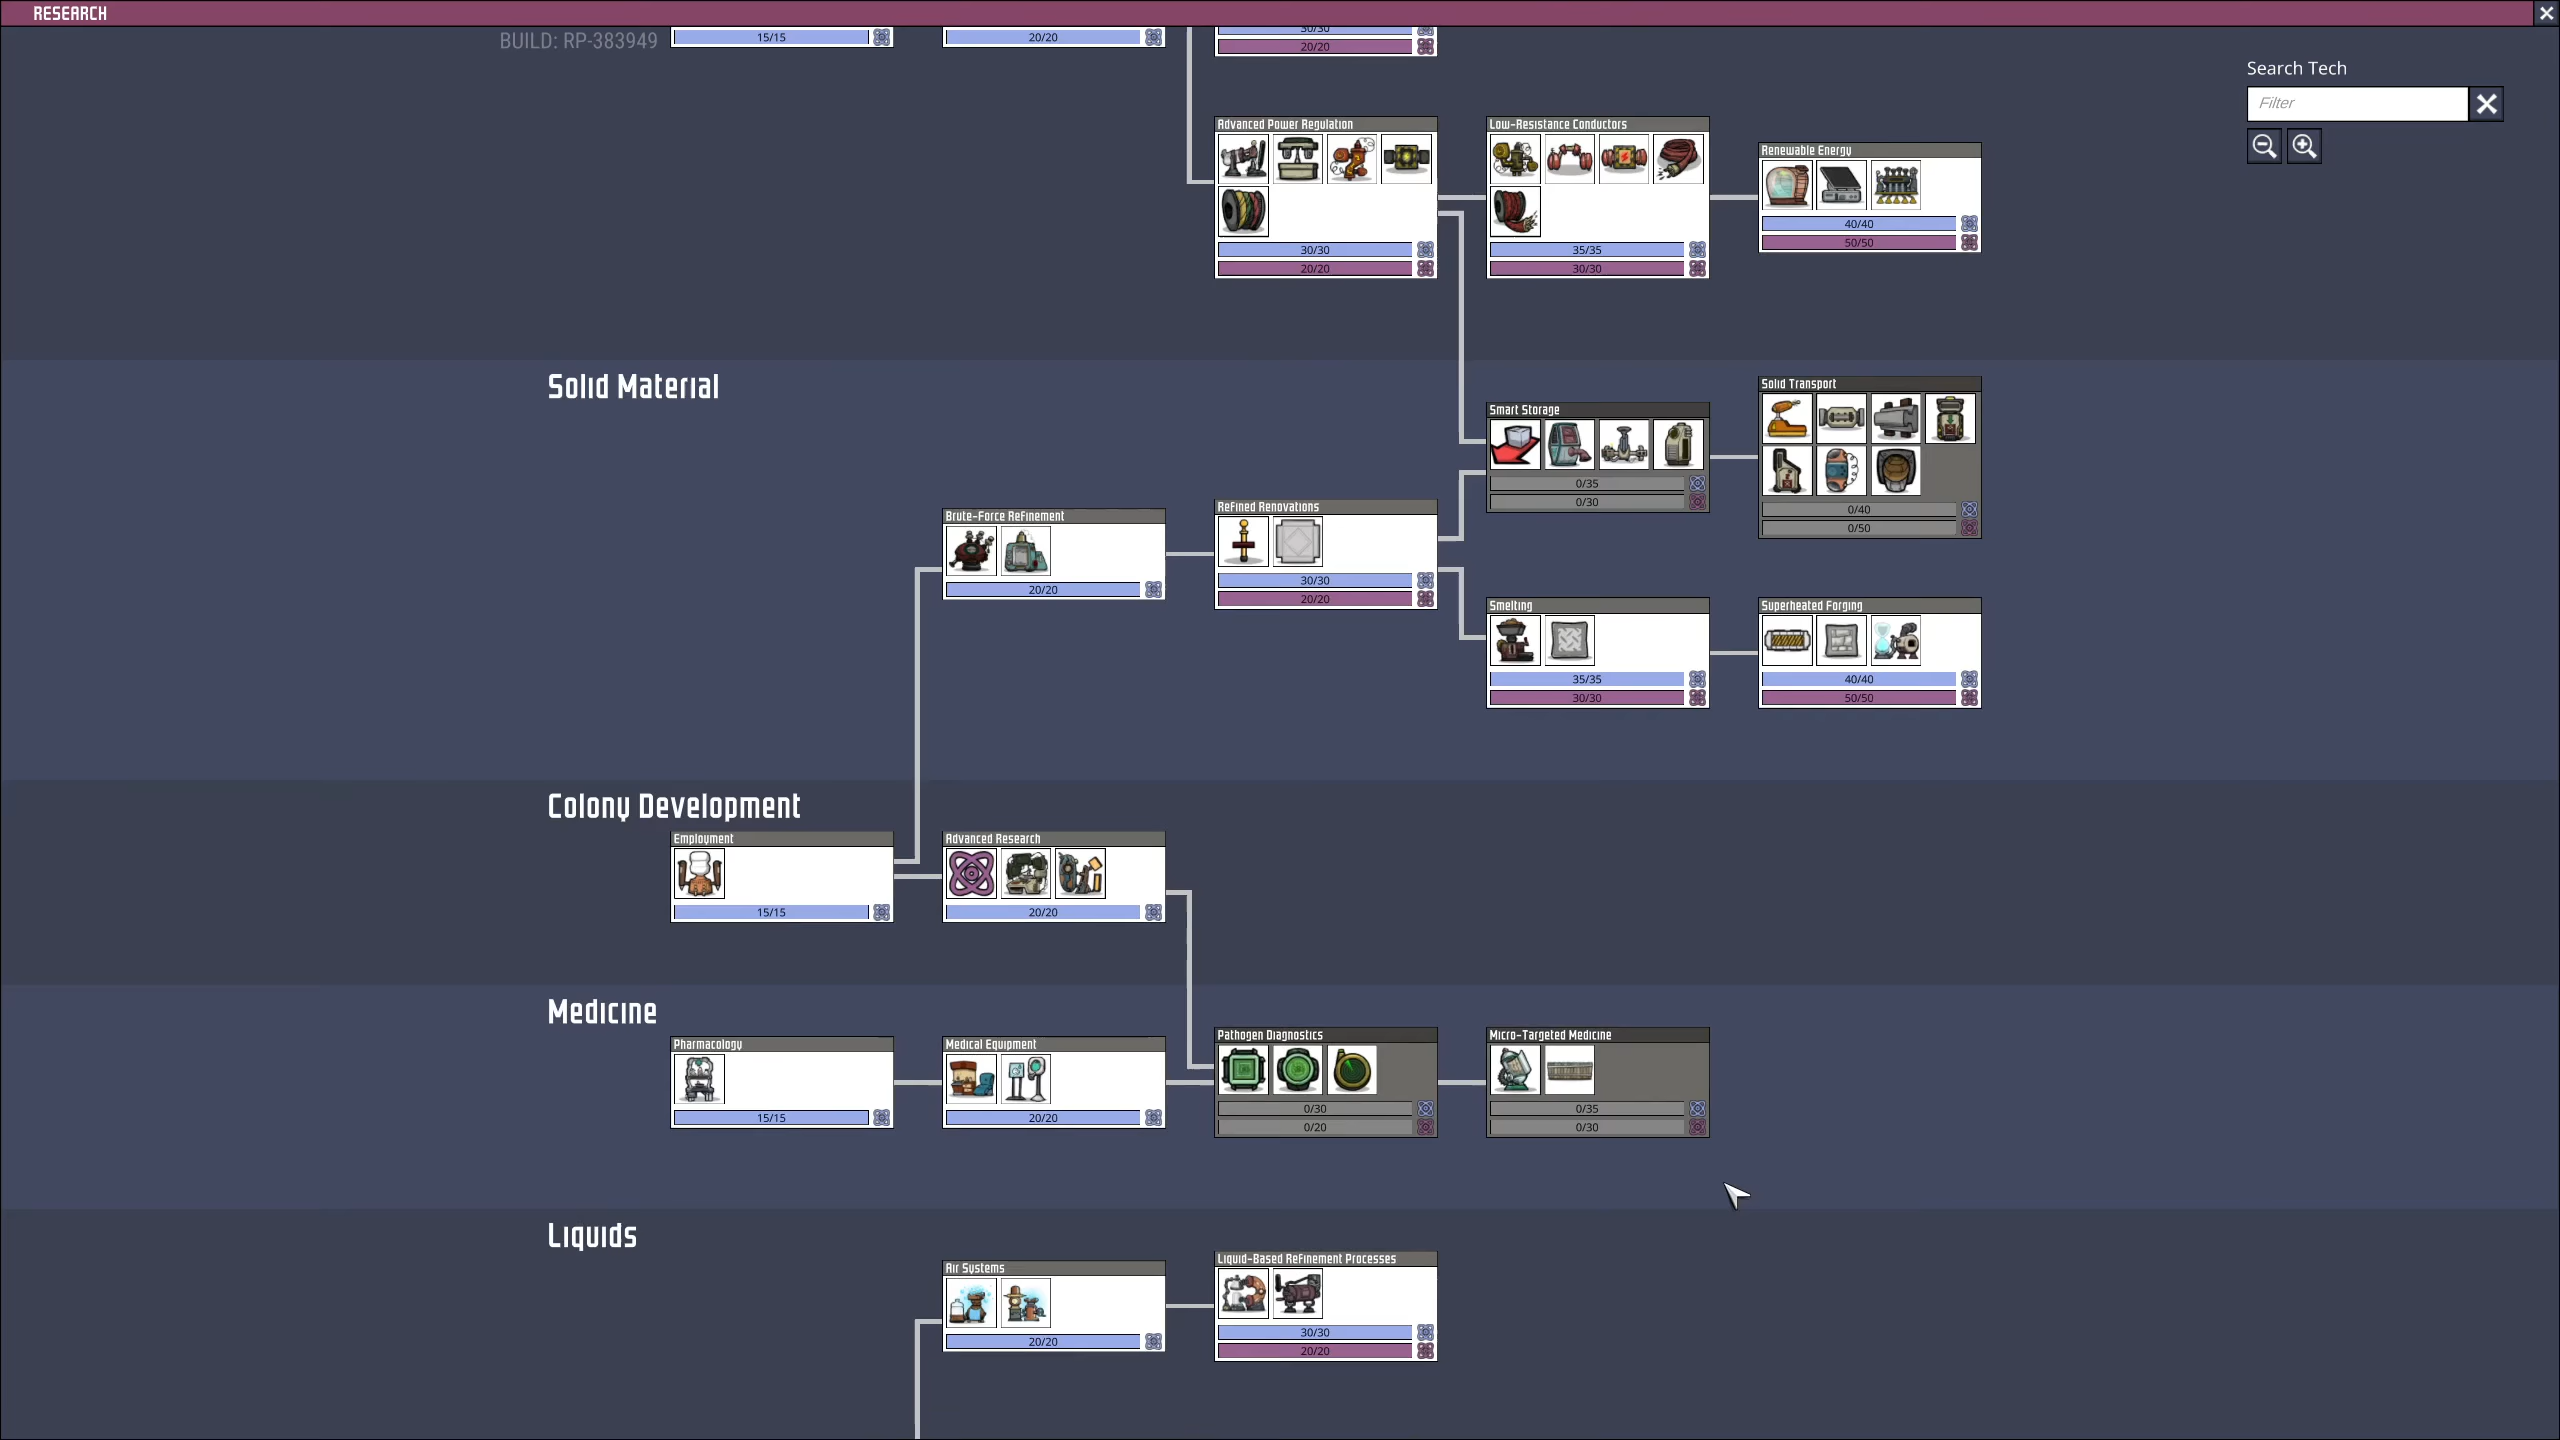 RESEARCH
BUILD: RP-383949
15/15
20/20
30/30
20/20
Search Tech
Filter
Advanced Power Regulation
30/30
20/20
Low-Resistance Conductors
35/35
30/30
Renewable Energy
40/40
50/50
Solid Material
Smart Storage
0/35
0/30
Solid Transport
0/40
0/50
Brute-Force Refinement
20/20
Refined Renovations
30/30
20/20
Smelting
35/35
30/30
Superheated Forging
40/40
50/50
Colony Development
Employment
15/15
Advanced Research
20/20
Medicine
Pharmacology
15/15
Medical Equipment
20/20
Pathogen Diagnostics
0/30
0/20
Micro-Targeted Medicine
0/35
0/30
Liquids
Air Systems
20/20
Liquid-Based Refinement Processes
30/30
20/20